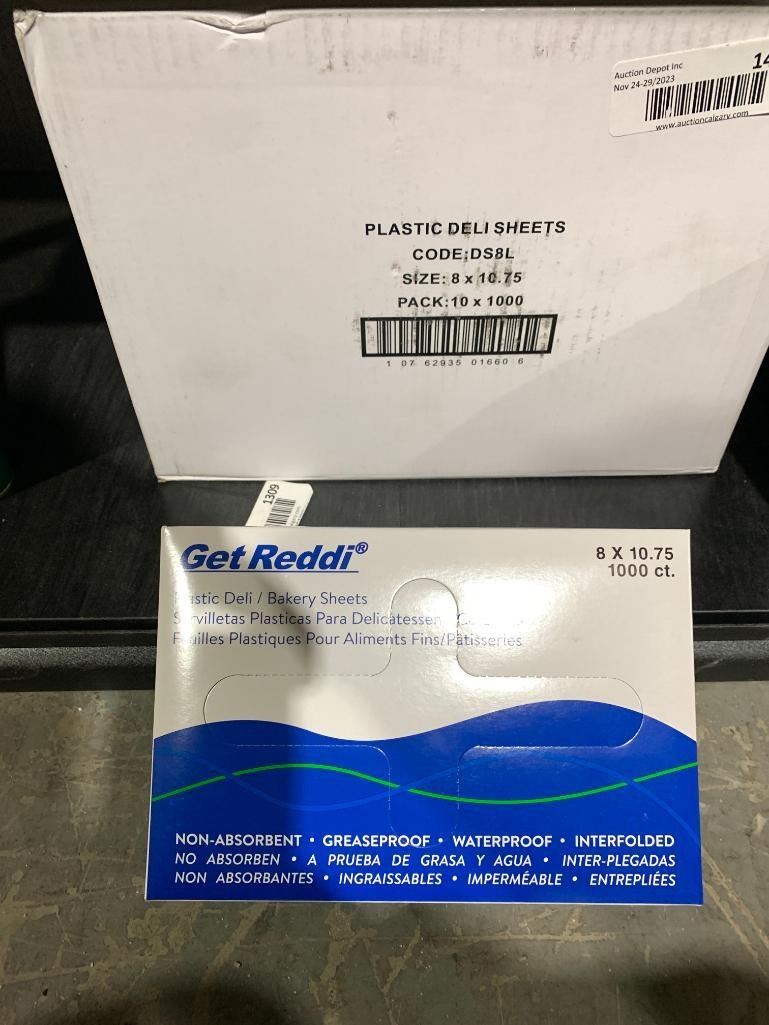 Auction Depot Inc
Nov 24-29/2023
www.auctioncalgary.com
PLASTIC DELI SHEETS
CODE:DS8L
SIZE: 8 x 10.75
PACK:10 x 1000
1 07 62935 01660 6
1309
Get Reddi®
8 X 10.75
1000 ct.
Plastic Deli / Bakery Sheets
Servilletas Plasticas Para Delicatessen
Feuilles Plastiques Pour Aliments Fins/Pâtisseries
NON-ABSORBENT • GREASEPROOF • WATERPROOF • INTERFOLDED
NO ABSORBEN • A PRUEBA DE GRASA Y AGUA • INTER-PLEGADAS
NON ABSORBANTES • INGRAISSABLES • IMPERMÉABLE • ENTREPLIÉES